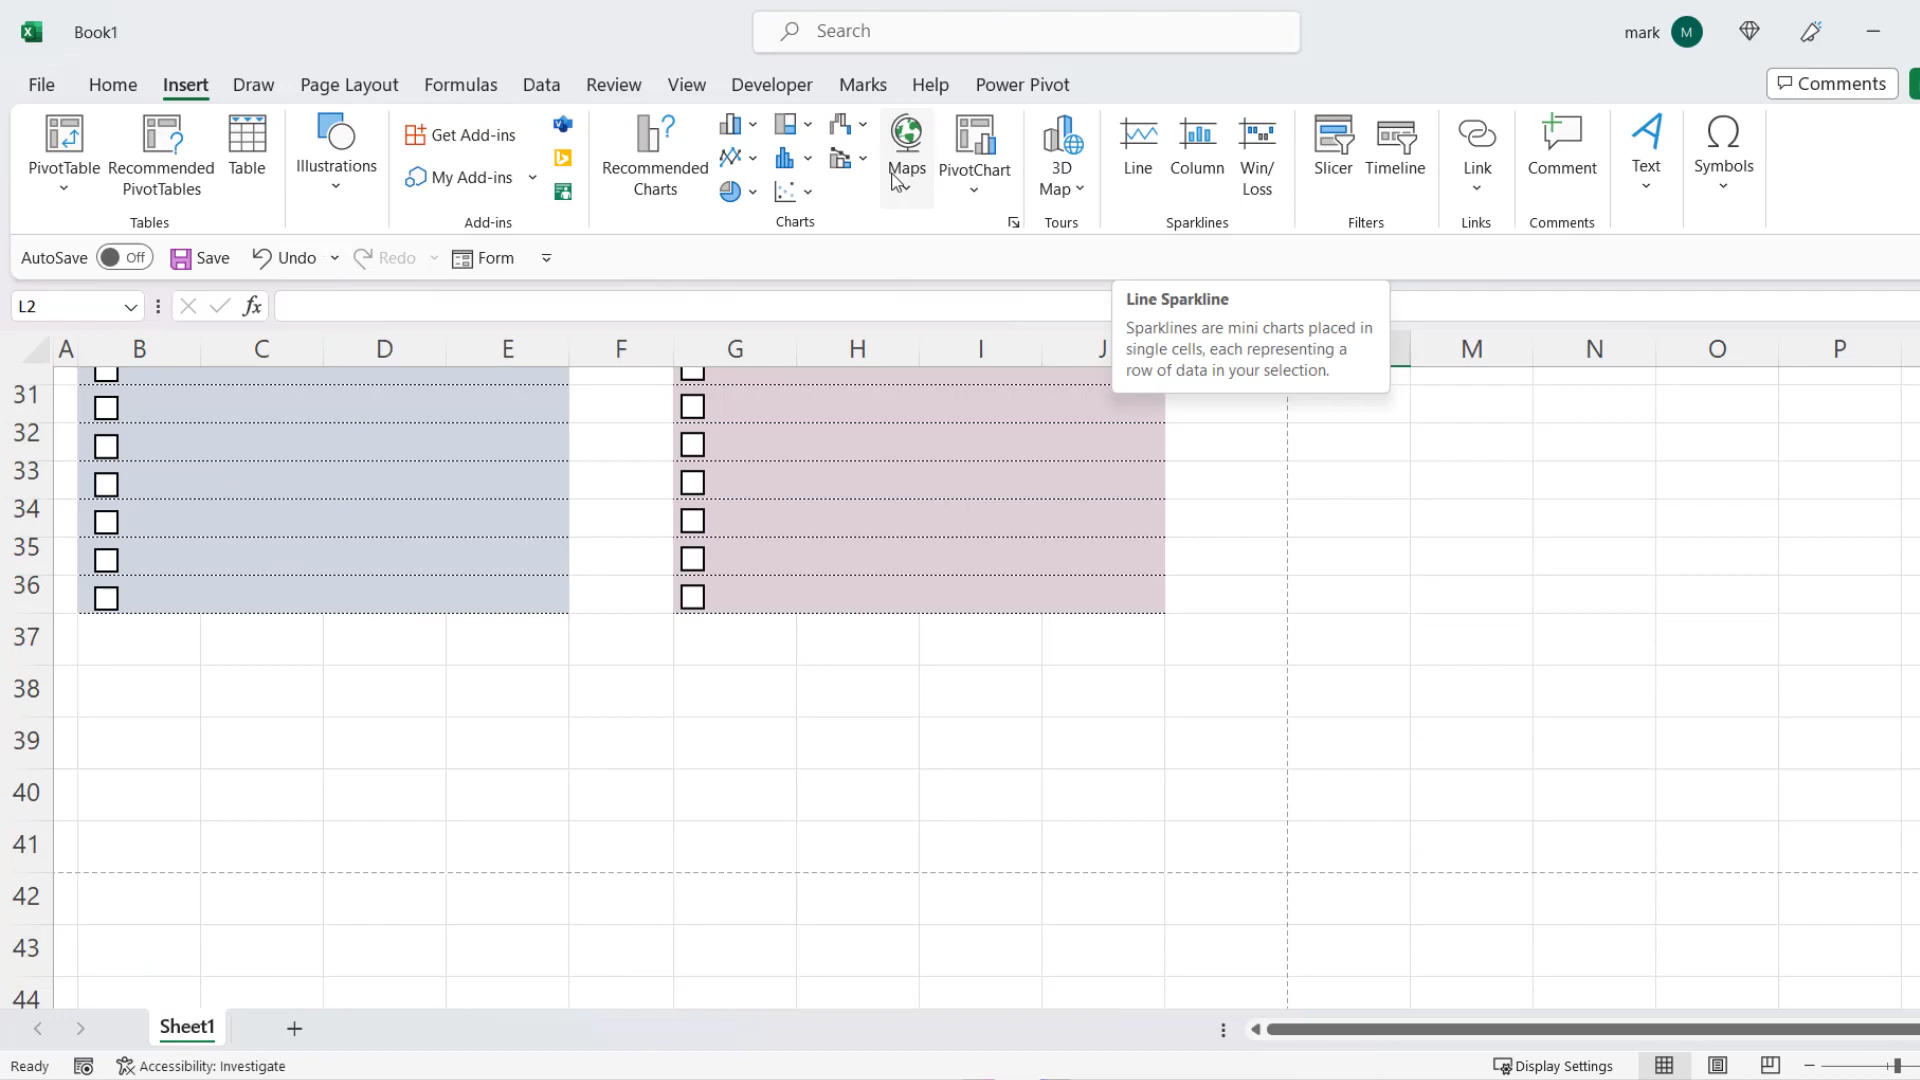 Book1
Search
mark M
File Home Insert Draw Page Layout Formulas Data Review View Developer Marks Help Power Pivot
Comments
PivotTable
Recommended
PivotTables
Table
Tables
Illustrations
Get Add-ins
My Add-ins
Add-ins
Recommended
Charts
Maps
PivotChart
Charts
3D
Map
Tours
Line
Column
Win/
Loss
Sparklines
Slicer
Timeline
Filters
Link
Links
Comment
Comments
Text
Symbols
AutoSave Off Save Undo Redo Form
L2
fx
Line Sparkline
Sparklines are mini charts placed in
single cells, each representing a
row of data in your selection.
A B C D E F G H I J M N O P
31
32
33
34
35
36
37
38
39
40
41
42
43
44
Sheet1
Ready
Accessibility: Investigate
Display Settings